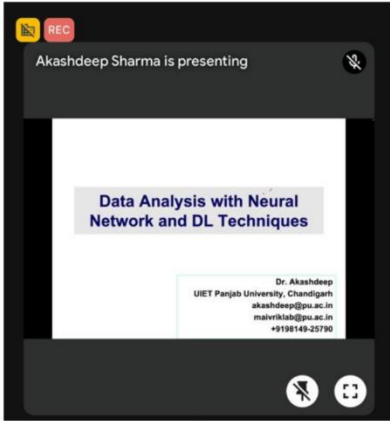 REC
Akashdeep Sharma is presenting
Data Analysis with Neural
Network and DL Techniques
Dr. Akashdeep
UIET Panjab University, Chandigarh
akashdeep@pu.ac.in
maivriklab@pu.ac.in
+9198149-25790